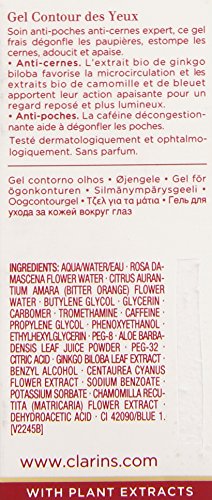 Gel Contour des Yeux
Soin anti-poches anti-cernes expert, ce gel
frais dégonfle les paupières, estompe les
cernes, adoucit et apaise.
• Anti-cernes. L'extrait bio de ginkgo
biloba favorise la microcirculation et les
extraits bio de camomille et de bleuet
apportent un maximum d'apaisement pour
un regard reposé et plus lumineux.
• Anti-poches. La caféine décongestion-
nante aide à dégonfler les poches.
Testé dermatologiquement et ophtalmo-
logiquement. Sans parfum.
Gel contorno olhos • Øjengele • Gel för
ögonkonturen • Silmänympärysgeeli •
Oogcontourgel • Τζελ για τα μάτια • Гель для
ухода за кожей вокруг глаз
INGREDIENTS: AQUA/WATER/EAU • ROSA DA-
MASCENA FLOWER WATER • CITRUS AURAN-
TIUM AMARA (BITTER ORANGE) FLOWER
WATER • BUTYLENE GLYCOL • GLYCERIN
CARBOMER • TROMETHAMINE • CAFFEINE •
PROPYLENE GLYCOL • PHENOXYETHANOL •
ETHYLHEXYLGLYCERIN • PEG-8 • ALOE BARBA-
DENSIS LEAF JUICE POWDER • PEG-32 •
CITRIC ACID • GINKGO BILOBA LEAF EXTRACT •
BENZYL ALCOHOL • CENTAUREA CYANUS
FLOWER EXTRACT • SODIUM BENZOATE •
POTASSIUM SORBATE • CHAMOMILLA RECU-
TITA (MATRICARIA) FLOWER EXTRACT •
DEHYDROACETIC ACID • CI 42090/BLUE 1.
[V2245B]
www.clarins.com
WITH PLANT EXTRACTS